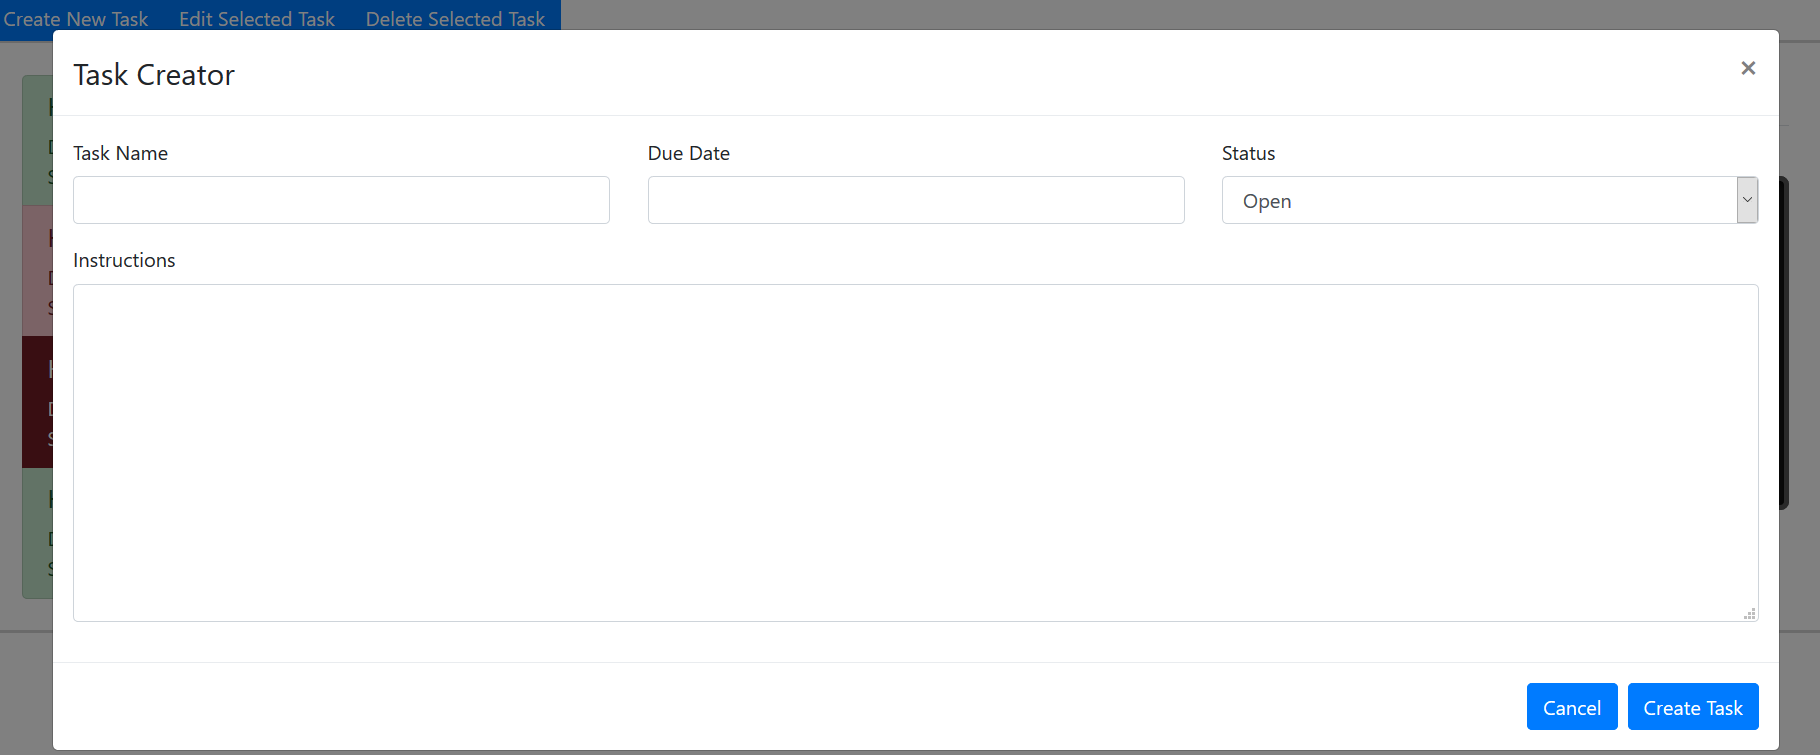 Create New Task Edit Selected Task Delete Selected Task
Task Creator
×
Task Name Due Date Status
Open
Instructions
Cancel Create Task